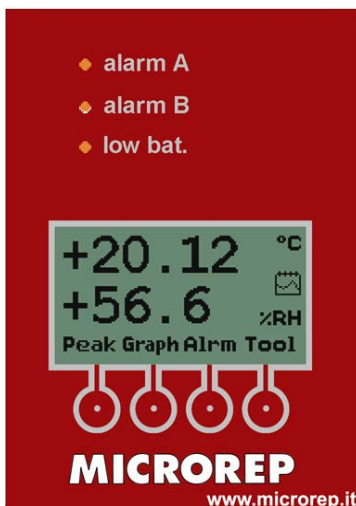 alarm A
alarm B
low bat.
+20.12 °C
+56.6 %RH
Peak Graph Alrm Tool
MICROREP
www.microrep.it